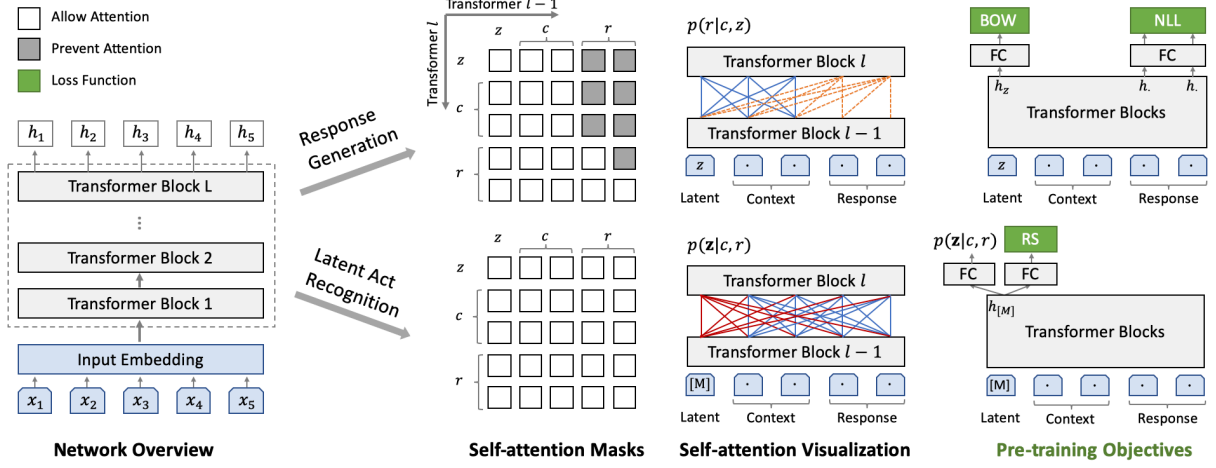 Allow Attention
Prevent Attention
Loss Function
h₁ h₂ h₃ h₄ h₅
Transformer Block L
⋮
Transformer Block 2
Transformer Block 1
Input Embedding
x₁ x₂ x₃ x₄ x₅
Network Overview
Response
Generation
Latent Act
Recognition
Transformer l − 1
Transformer l
z c r
z
c
r
z c r
z
c
r
Self-attention Masks
p(r|c, z)
Transformer Block l
Transformer Block l − 1
z · · · ·
Latent Context Response
p(z|c, r)
Transformer Block l
Transformer Block l − 1
[M] · · · ·
Latent Context Response
Self-attention Visualization
BOW NLL
FC FC
h_z h. h.
Transformer Blocks
z · · · ·
Latent Context Response
p(z|c, r) RS
FC FC
h_[M]
Transformer Blocks
[M] · · · ·
Latent Context Response
Pre-training Objectives